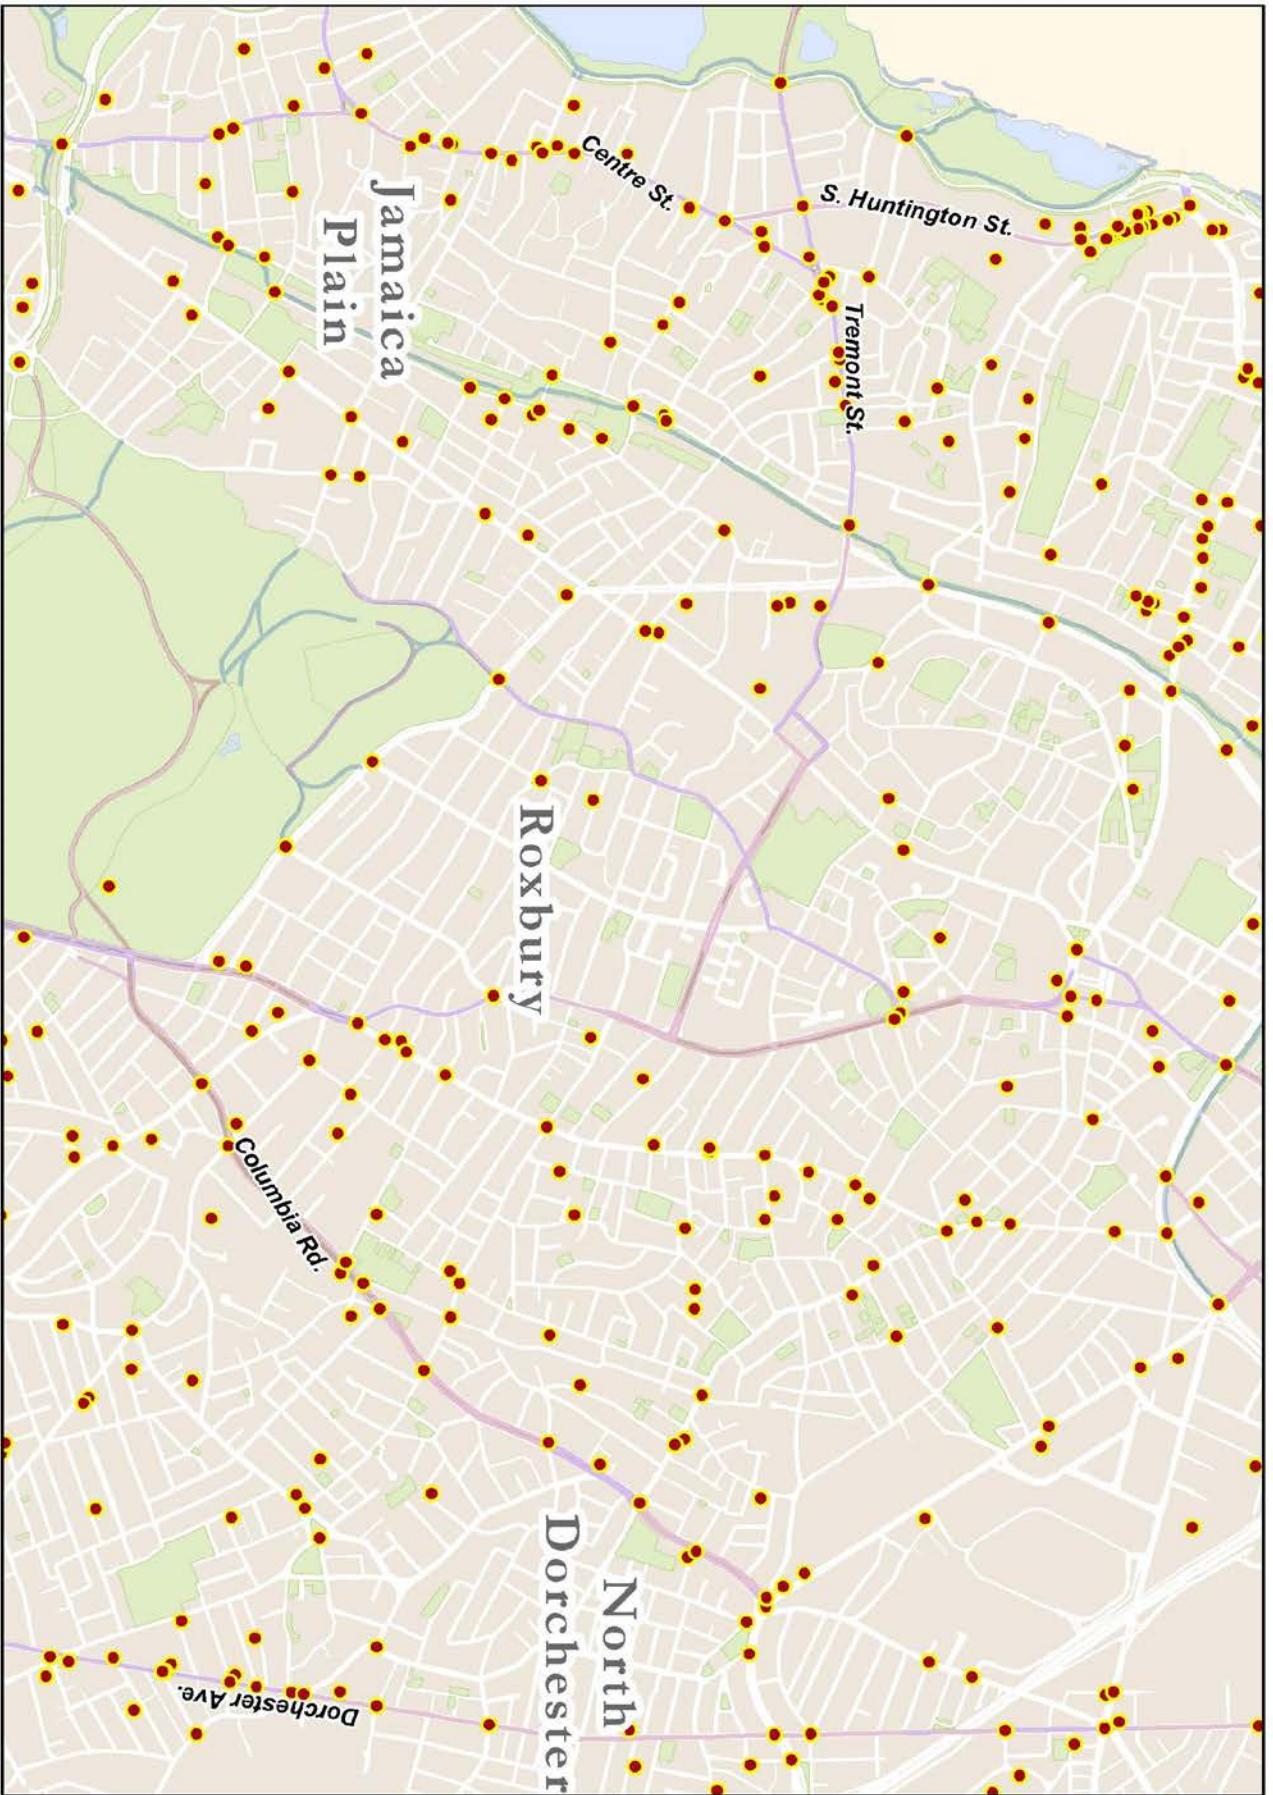 S. Huntington St.
Centre St.
Tremont St.
Jamaica
Plain
Roxbury
Columbia Rd.
North
Dorchester
Dorchester Ave.